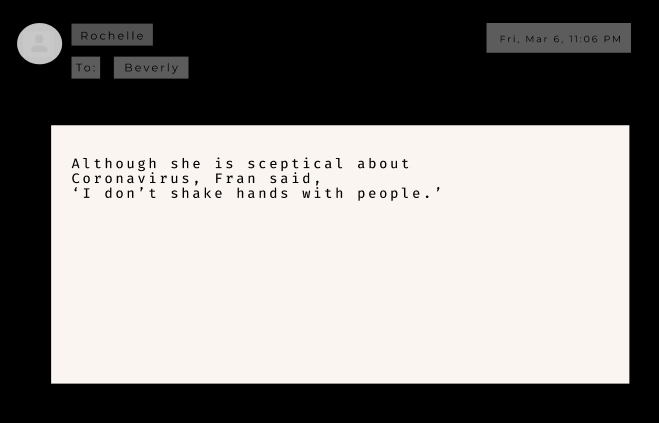 Rochelle
Fri, Mar 6, 11:06 PM
To: Beverly
Although she is sceptical about
Coronavirus, Fran said,
‘I don’t shake hands with people.’